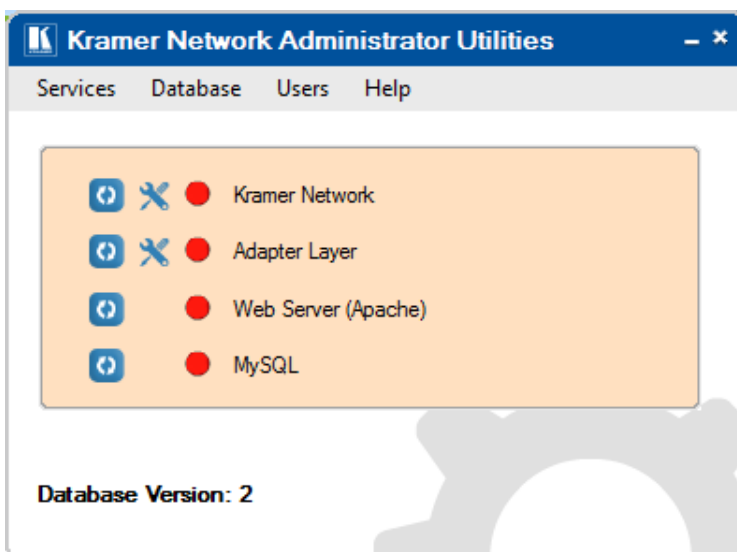 Kramer Network Administrator Utilities
Services Database Users Help
Kramer Network
Adapter Layer
Web Server (Apache)
MySQL
Database Version: 2